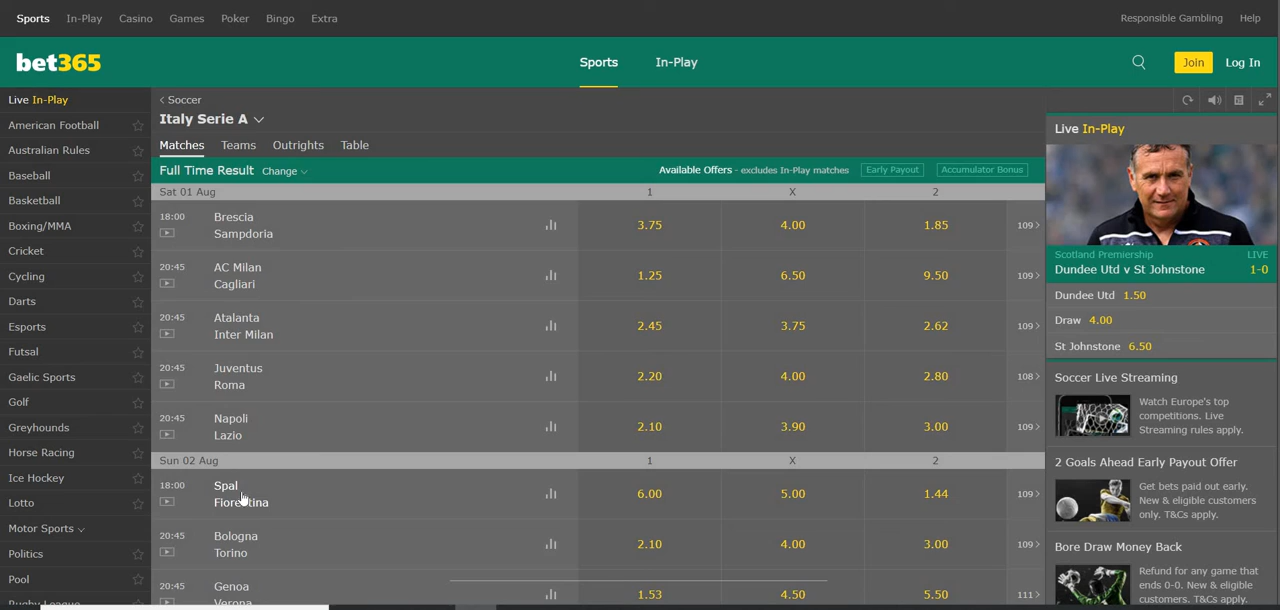 Sports In-Play Casino Games Poker Bingo Extra Responsible Gambling Help
bet365 Sports In-Play Join Log In
Live In-Play
American Football
Australian Rules
Baseball
Basketball
Boxing/MMA
Cricket
Cycling
Darts
Esports
Futsal
Gaelic Sports
Golf
Greyhounds
Horse Racing
Ice Hockey
Lotto
Motor Sports
Politics
Pool
Rugby League
Soccer
Italy Serie A
Matches Teams Outrights Table
Full Time Result Change Available Offers - excludes In-Play matches Early Payout Accumulator Bonus
Sat 01 Aug 1 X 2
18:00 Brescia
Sampdoria
3.75 4.00 1.85 109
20:45 AC Milan
Cagliari
1.25 6.50 9.50 109
20:45 Atalanta
Inter Milan
2.45 3.75 2.62 109
20:45 Juventus
Roma
2.20 4.00 2.80 108
20:45 Napoli
Lazio
2.10 3.90 3.00 109
Sun 02 Aug 1 X 2
18:00 Spal
Fiorentina
6.00 5.00 1.44 109
20:45 Bologna
Torino
2.10 4.00 3.00 109
20:45 Genoa
Verona
1.53 4.50 5.50 111
Live In-Play
Scotland Premiership LIVE
Dundee Utd v St Johnstone 1-0
Dundee Utd 1.50
Draw 4.00
St Johnstone 6.50
Soccer Live Streaming
Watch Europe's top
competitions. Live
Streaming rules apply.
2 Goals Ahead Early Payout Offer
Get bets paid out early.
New & eligible customers
only. T&Cs apply.
Bore Draw Money Back
Refund for any game that
ends 0-0. New & eligible
customers. T&Cs apply.